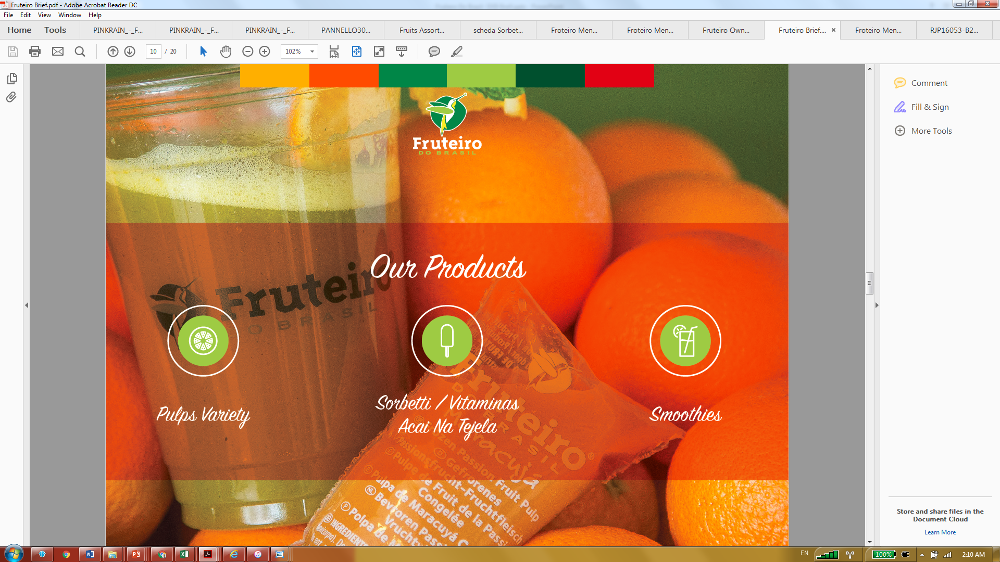 Fruteiro Brief.pdf - Adobe Acrobat Reader DC
File Edit View Window Help
Home Tools PINKRAIN_-_F... PINKRAIN_-_F... PINKRAIN_-_F... PANNELLO30... Fruits Assort... scheda Sorbet... Froteiro Men... Froteiro Men... Fruteiro Own... Fruteiro Brief.... Froteiro Men... RJP16053-B2...
10 / 20 102%
Comment
Fill & Sign
More Tools
Fruteiro
DO BRASIL
Our Products
Fruteiro
DO BRASIL
Pulps Variety
Sorbetti / Vitaminas
Acai Na Tejela
Smoothies
Fruteiro
DO BRASIL
Maracujá
Frozen Passion Fruit Pulp
Gefrorenes
Passionsfrucht-Fruchtfleisch
Pulpe de Fruit de la Passi
Congelée
Pulpa de Maracuyá C
Bevroren Pass
Vrucht
Polpa de
INGREDIENT
Store and share files in the
Document Cloud
Learn More
EN 100% 2:10 AM